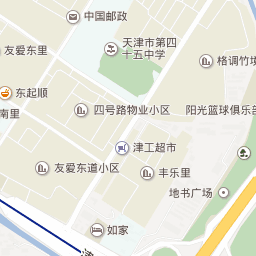 中国邮政
友爱东里
天津市第四
十五中学
格调竹境
东起顺
南里
四号路物业小区
阳光篮球俱乐部
津工超市
友爱东道小区
丰乐里
地书广场
如家